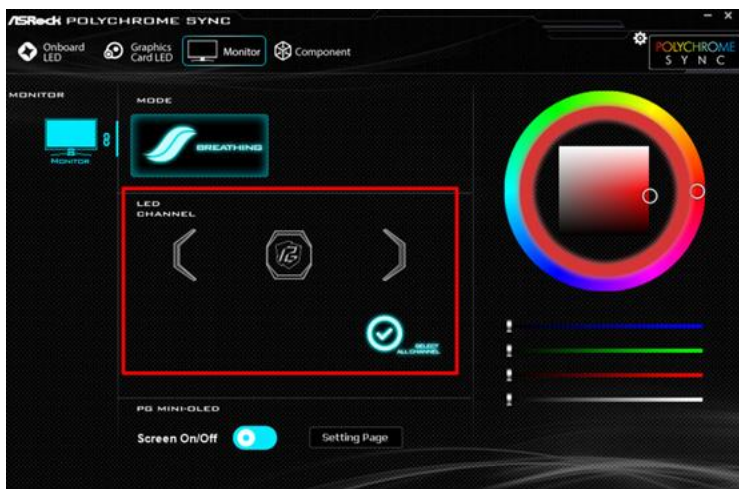 ASRock POLYCHROME SYNC
Onboard
LED
Graphics
Card LED
Monitor
Component
POLYCHROME
SYNC
MONITOR
MONITOR
MODE
BREATHING
LED
CHANNEL
SELECT
ALL CHANNEL
PG MINI-OLED
Screen On/Off
Setting Page